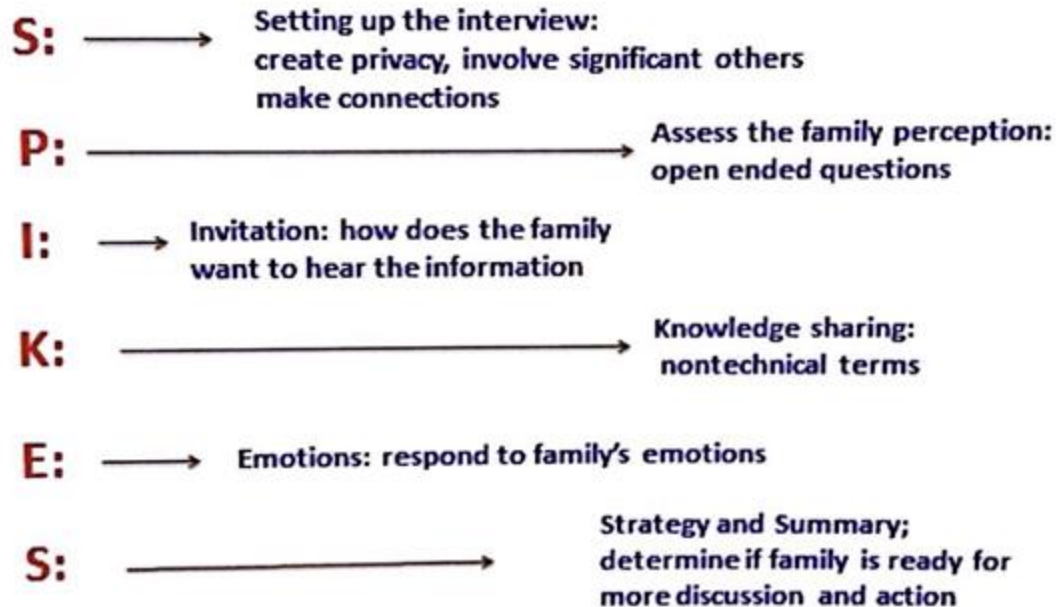 S:
Setting up the interview:
create privacy, involve significant others
make connections
P:
Assess the family perception:
open ended questions
I:
Invitation: how does the family
want to hear the information
K:
Knowledge sharing:
nontechnical terms
E:
Emotions: respond to family's emotions
S:
Strategy and Summary;
determine if family is ready for
more discussion and action